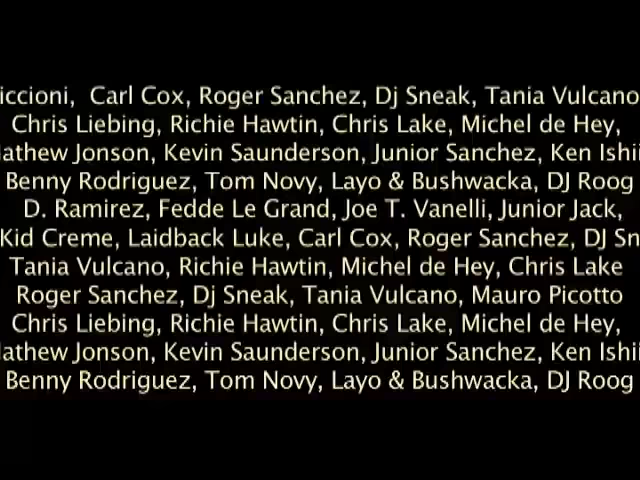 iccioni, Carl Cox, Roger Sanchez, Dj Sneak, Tania Vulcano
Chris Liebing, Richie Hawtin, Chris Lake, Michel de Hey,
Mathew Jonson, Kevin Saunderson, Junior Sanchez, Ken Ishii
Benny Rodriguez, Tom Novy, Layo & Bushwacka, DJ Roog
D. Ramirez, Fedde Le Grand, Joe T. Vanelli, Junior Jack,
Kid Creme, Laidback Luke, Carl Cox, Roger Sanchez, DJ Sn
Tania Vulcano, Richie Hawtin, Michel de Hey, Chris Lake
Roger Sanchez, Dj Sneak, Tania Vulcano, Mauro Picotto
Chris Liebing, Richie Hawtin, Chris Lake, Michel de Hey,
Mathew Jonson, Kevin Saunderson, Junior Sanchez, Ken Ishii
Benny Rodriguez, Tom Novy, Layo & Bushwacka, DJ Roog